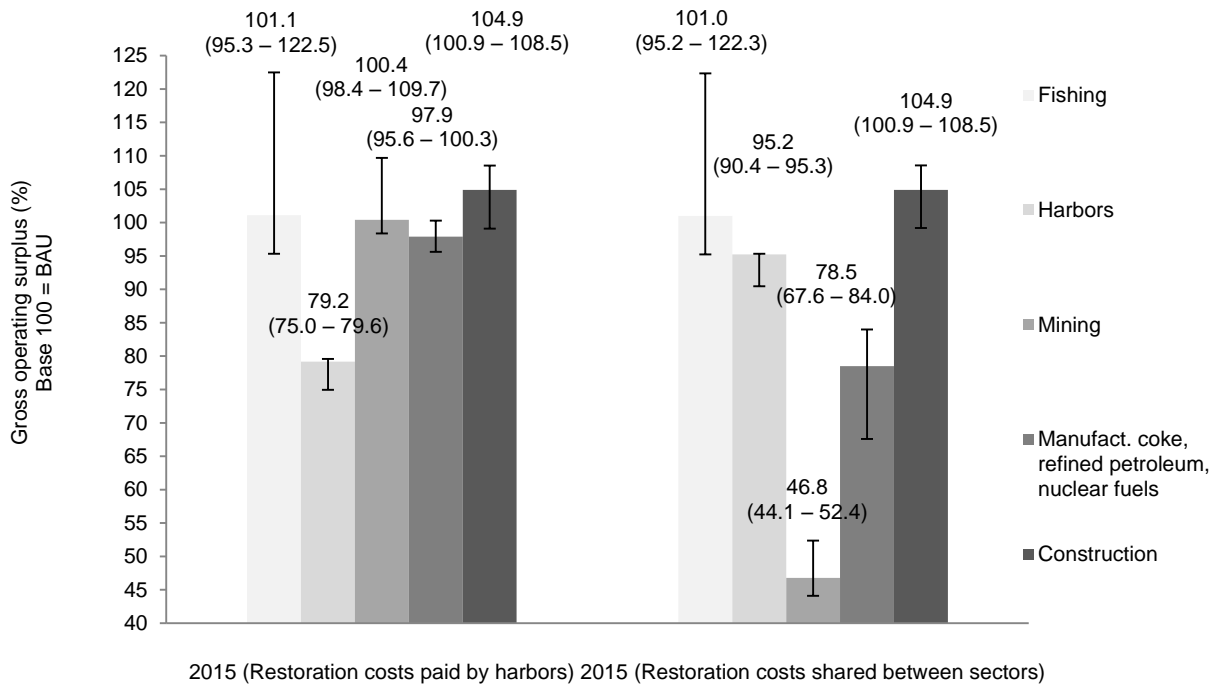 101.1
(95.3 – 122.5)
104.9
(100.9 – 108.5)
101.0
(95.2 – 122.3)
100.4
(98.4 – 109.7)
97.9
(95.6 – 100.3)
79.2
(75.0 – 79.6)
95.2
(90.4 – 95.3)
104.9
(100.9 – 108.5)
78.5
(67.6 – 84.0)
46.8
(44.1 – 52.4)
125
120
115
110
105
100
95
90
85
80
75
70
65
60
55
50
45
40
Gross operating surplus (%)
Base 100 = BAU
2015 (Restoration costs paid by harbors) 2015 (Restoration costs shared between sectors)
Fishing
Harbors
Mining
Manufact. coke,
refined petroleum,
nuclear fuels
Construction